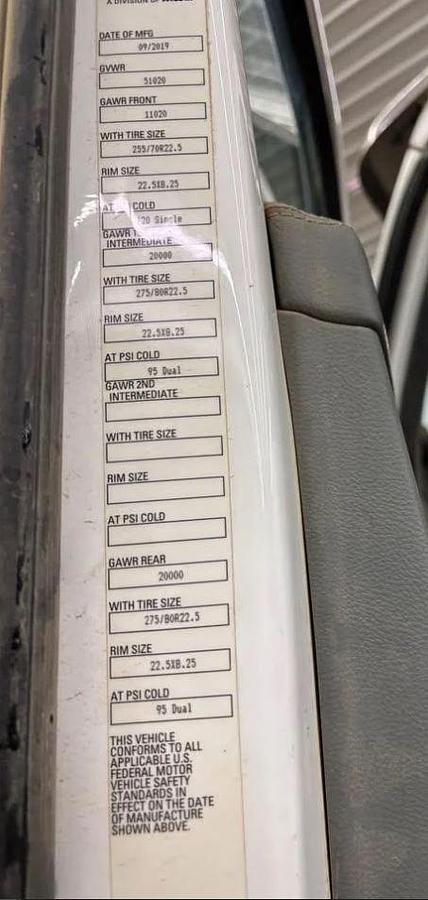 A DIVISION OF
DATE OF MFG
09/2019
GVWR
51020
GAWR FRONT
11020
WITH TIRE SIZE
255/70R22.5
RIM SIZE
22.5X8.25
COLD
20 Single
GAWR
INTERMEDIATE
20000
WITH TIRE SIZE
275/80R22.5
RIM SIZE
22.5X8.25
AT PSI COLD
95 Dual
GAWR 2ND
INTERMEDIATE
WITH TIRE SIZE
RIM SIZE
AT PSI COLD
GAWR REAR
20000
WITH TIRE SIZE
275/80R22.5
RIM SIZE
22.5X8.25
AT PSI COLD
95 Dual
THIS VEHICLE
CONFORMS TO ALL
APPLICABLE U.S.
FEDERAL MOTOR
VEHICLE SAFETY
STANDARDS IN
EFFECT ON THE DATE
OF MANUFACTURE
SHOWN ABOVE.